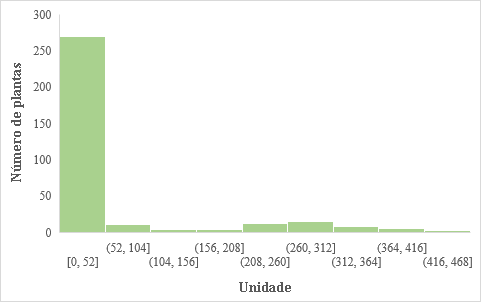 300
250
200
150
100
50
0
Número de plantas
(52, 104] (156, 208] (260, 312] (364, 416]
[0, 52] (104, 156] (208, 260] (312, 364] (416, 468]
Unidade